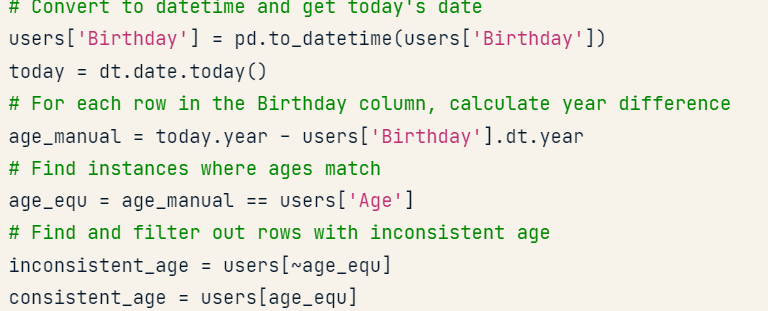 # Convert to datetime and get today's date
users['Birthday'] = pd.to_datetime(users['Birthday'])
today = dt.date.today()
# For each row in the Birthday column, calculate year difference
age_manual = today.year - users['Birthday'].dt.year
# Find instances where ages match
age_equ = age_manual == users['Age']
# Find and filter out rows with inconsistent age
inconsistent_age = users[~age_equ]
consistent_age = users[age_equ]